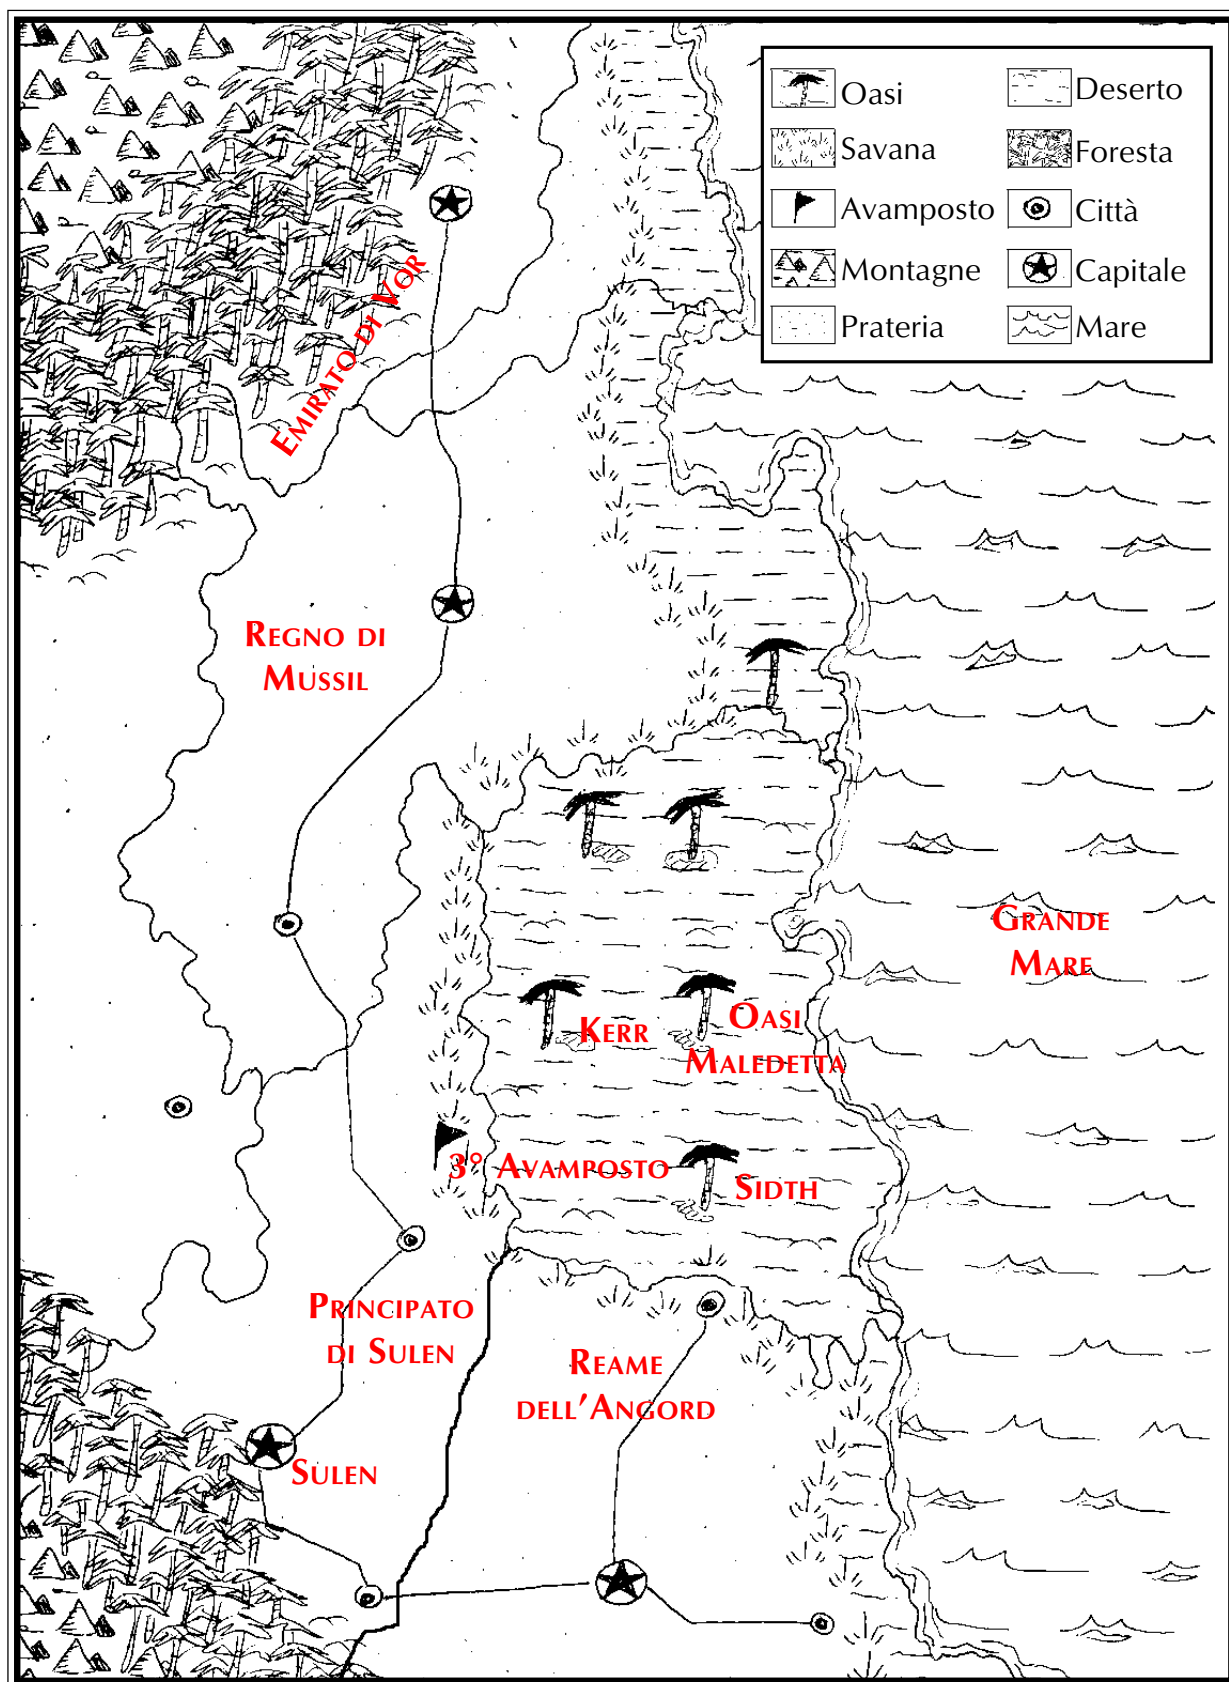 Oasi
Deserto
Savana
Foresta
Avamposto
Città
Montagne
Capitale
Prateria
Mare
Emirato di Vor
Regno di
Mussil
Grande
Mare
Kerr
Oasi
Maledetta
3° Avamposto
Sidth
Principato
di Sulen
Reame
dell'Angord
Sulen